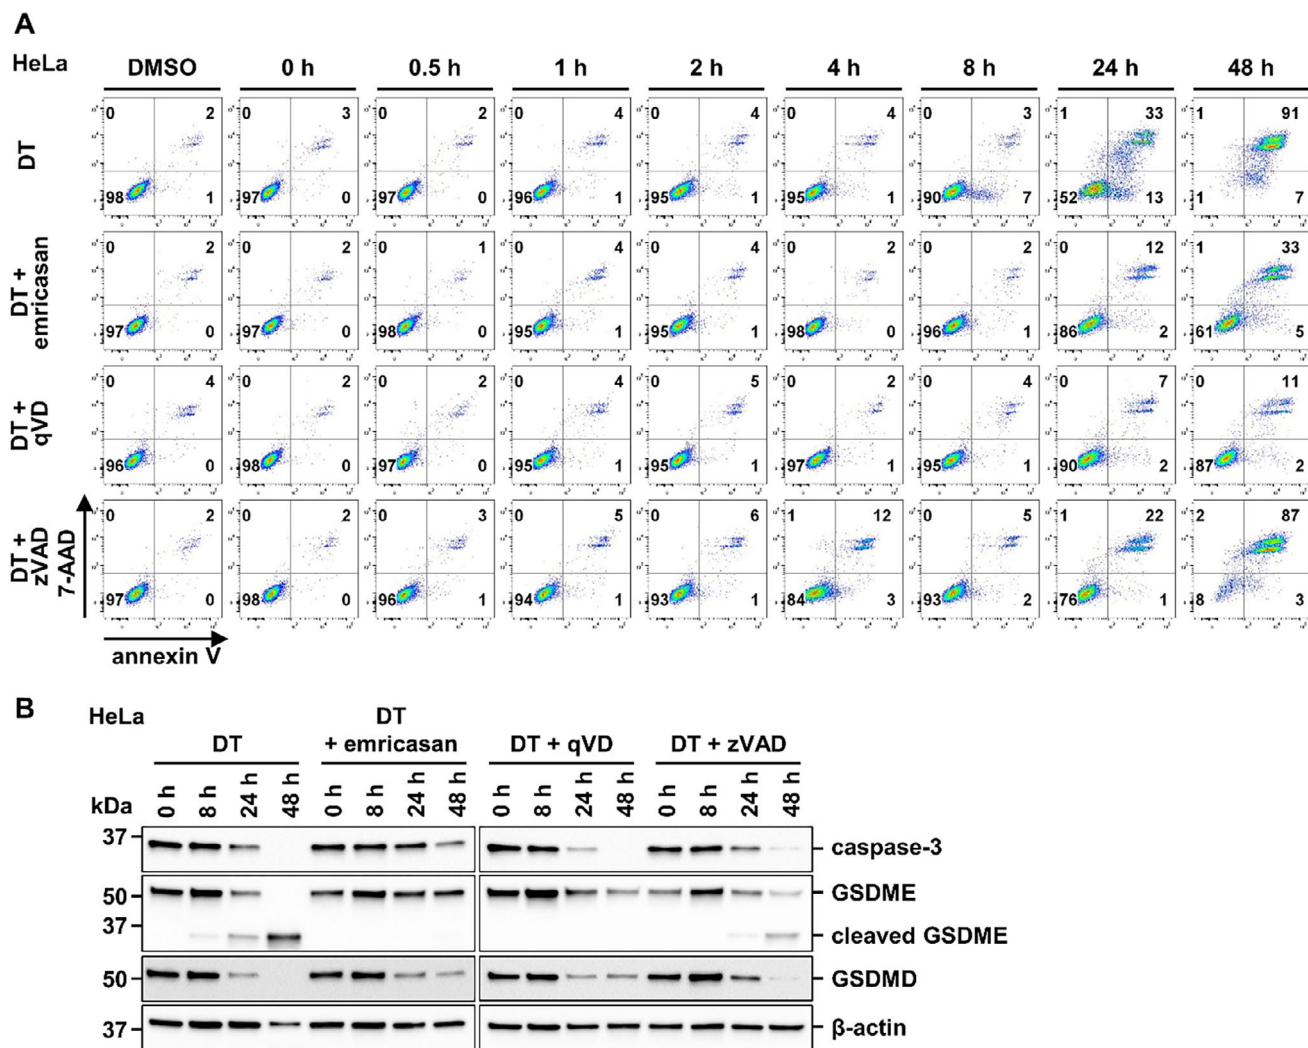 A
HeLa DMSO 0 h 0.5 h 1 h 2 h 4 h 8 h 24 h 48 h
DT
0 2 0 3 0 2 0 4 0 4 0 4 0 3 1 33 1 91
98 1 97 0 97 0 96 1 95 1 95 1 90 7 52 13 1 7
DT +
emricasan
0 2 0 2 0 1 0 4 0 4 0 2 0 2 0 12 1 33
97 0 97 0 98 0 95 1 95 1 98 0 96 1 86 2 61 5
DT +
qVD
0 4 0 2 0 2 0 4 0 5 0 2 0 4 0 7 0 11
96 0 98 0 97 0 95 1 95 1 97 1 95 1 90 2 87 2
DT +
zVAD
0 2 0 2 0 3 0 5 0 6 1 12 0 5 1 22 2 87
97 0 98 0 96 1 94 1 93 1 84 3 93 2 76 1 8 3
7-AAD
annexin V
B
HeLa
DT
DT
+ emricasan
DT + qVD
DT + zVAD
kDa 0 h 8 h 24 h 48 h 0 h 8 h 24 h 48 h 0 h 8 h 24 h 48 h 0 h 8 h 24 h 48 h
37
caspase-3
50
GSDME
37
cleaved GSDME
50
GSDMD
37
β-actin